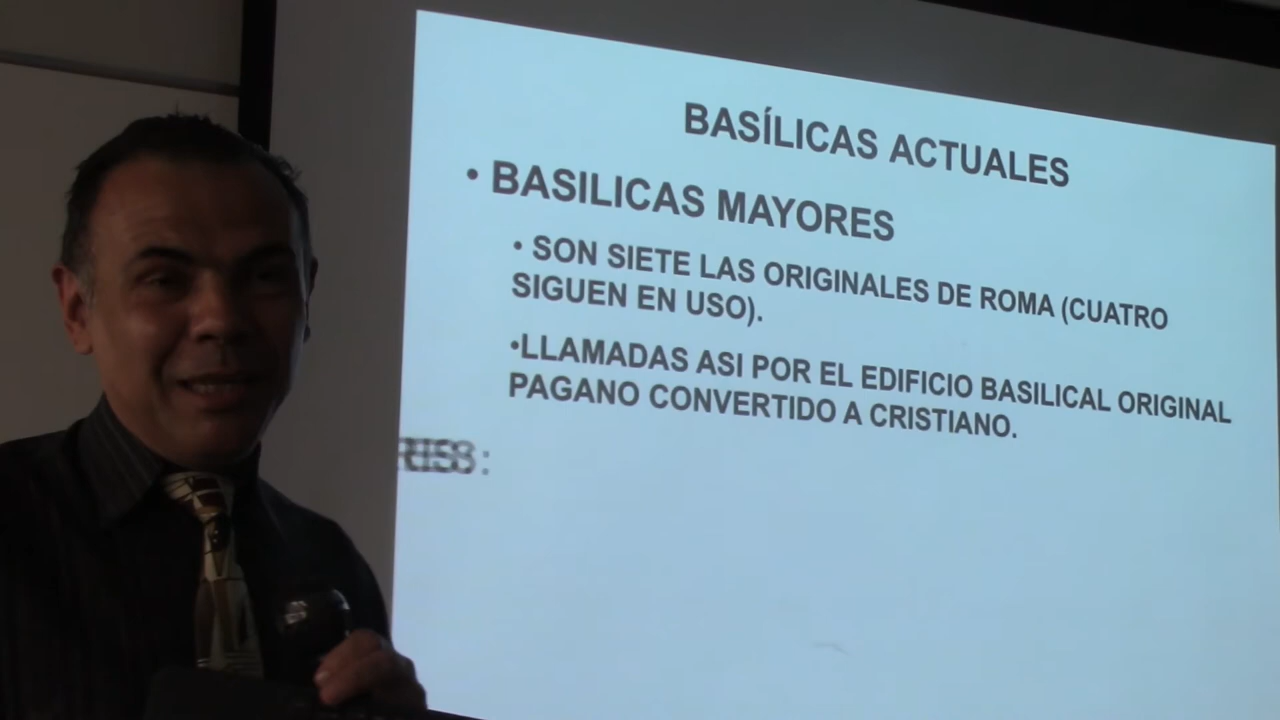 BASÍLICAS ACTUALES
• BASILICAS MAYORES
• SON SIETE LAS ORIGINALES DE ROMA (CUATRO
SIGUEN EN USO).
•LLAMADAS ASI POR EL EDIFICIO BASILICAL ORIGINAL
PAGANO CONVERTIDO A CRISTIANO.